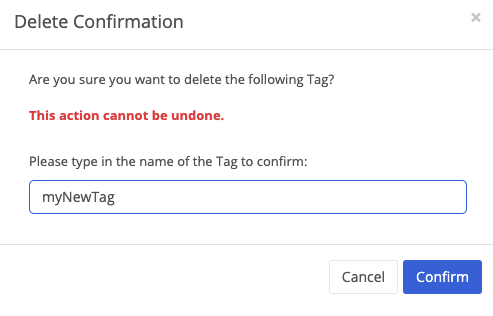 Delete Confirmation
×
Are you sure you want to delete the following Tag?
This action cannot be undone.
Please type in the name of the Tag to confirm:
myNewTag
Cancel Confirm